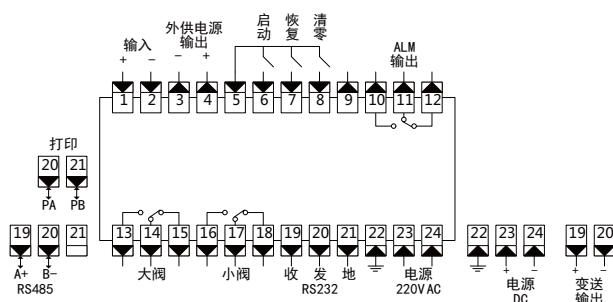 输入
外供电源
输出
启动
恢复
清零
ALM
输出
+ − − +
1 2 3 4 5 6 7 8 9 10 11 12
打印
20 21
PA PB
19 20 21
A+ B-
RS485
13 14 15 16 17 18 19 20 21 22 23 24
大阀 小阀 收 发 地 电源
RS232 220VAC
22 23 24
+ −
电源
DC
19 20
+ −
变送
输出